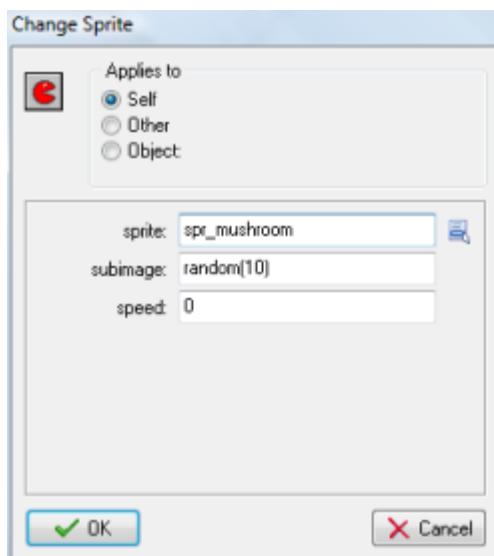 Change Sprite
Applies to
Self
Other
Object:
sprite: spr_mushroom
subimage: random(10)
speed: 0
OK Cancel